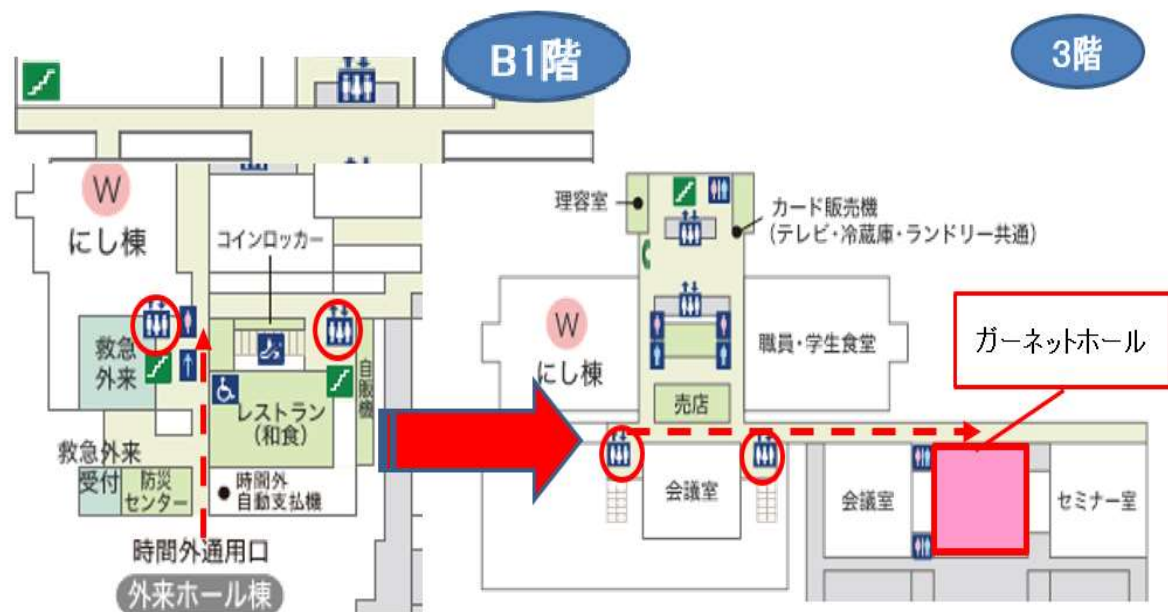 B1階
3階
W
にし棟
コインロッカー
救急
外来
レストラン
(和食)
自販機
救急外来
受付
防災
センター
時間外
自動支払機
時間外通用口
外来ホール棟
理容室
カード販売機
(テレビ・冷蔵庫・ランドリー共通)
W
にし棟
職員・学生食堂
売店
ガーネットホール
会議室
会議室
セミナー室